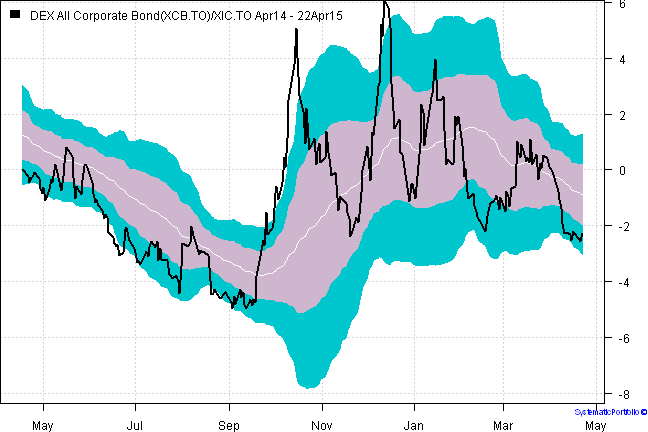 DEX All Corporate Bond(XCB.TO)/XIC.TO Apr14 - 22Apr15
6
4
2
0
-2
-4
-6
-8
SystematicPortfolio ©
May Jul Sep Nov Jan Mar May